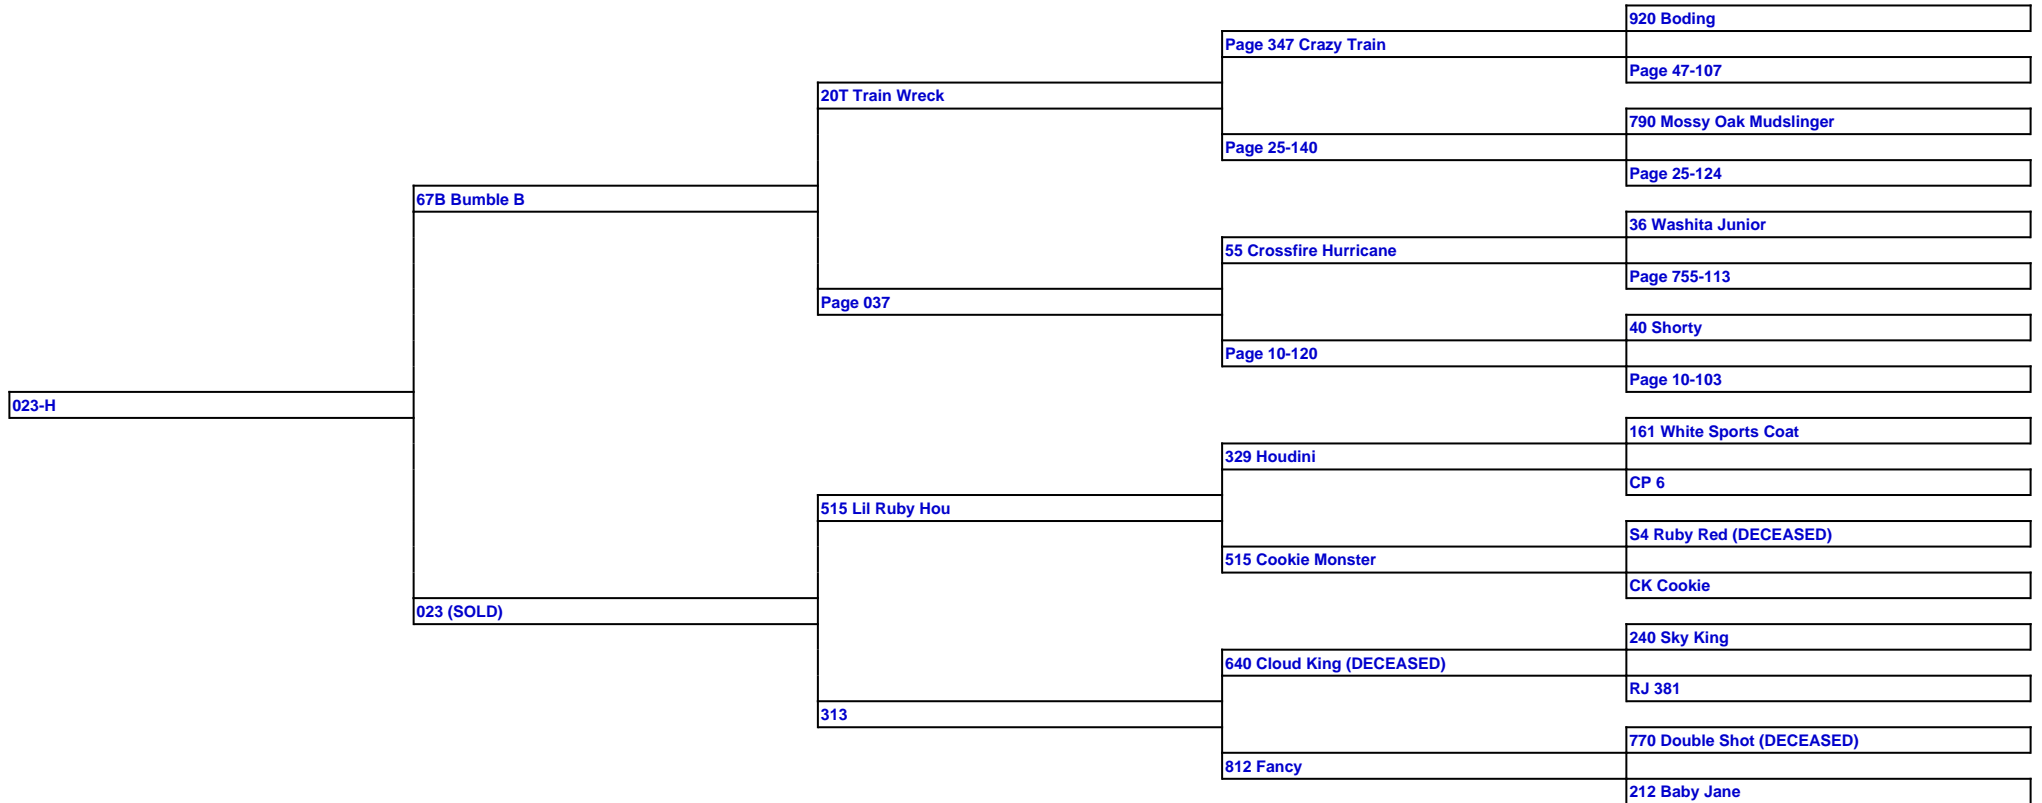 920 Boding
Page 347 Crazy Train
Page 47-107
20T Train Wreck
790 Mossy Oak Mudslinger
Page 25-140
Page 25-124
67B Bumble B
36 Washita Junior
55 Crossfire Hurricane
Page 755-113
Page 037
40 Shorty
Page 10-120
Page 10-103
023-H
161 White Sports Coat
329 Houdini
CP 6
515 Lil Ruby Hou
S4 Ruby Red (DECEASED)
515 Cookie Monster
CK Cookie
023 (SOLD)
240 Sky King
640 Cloud King (DECEASED)
RJ 381
313
770 Double Shot (DECEASED)
812 Fancy
212 Baby Jane